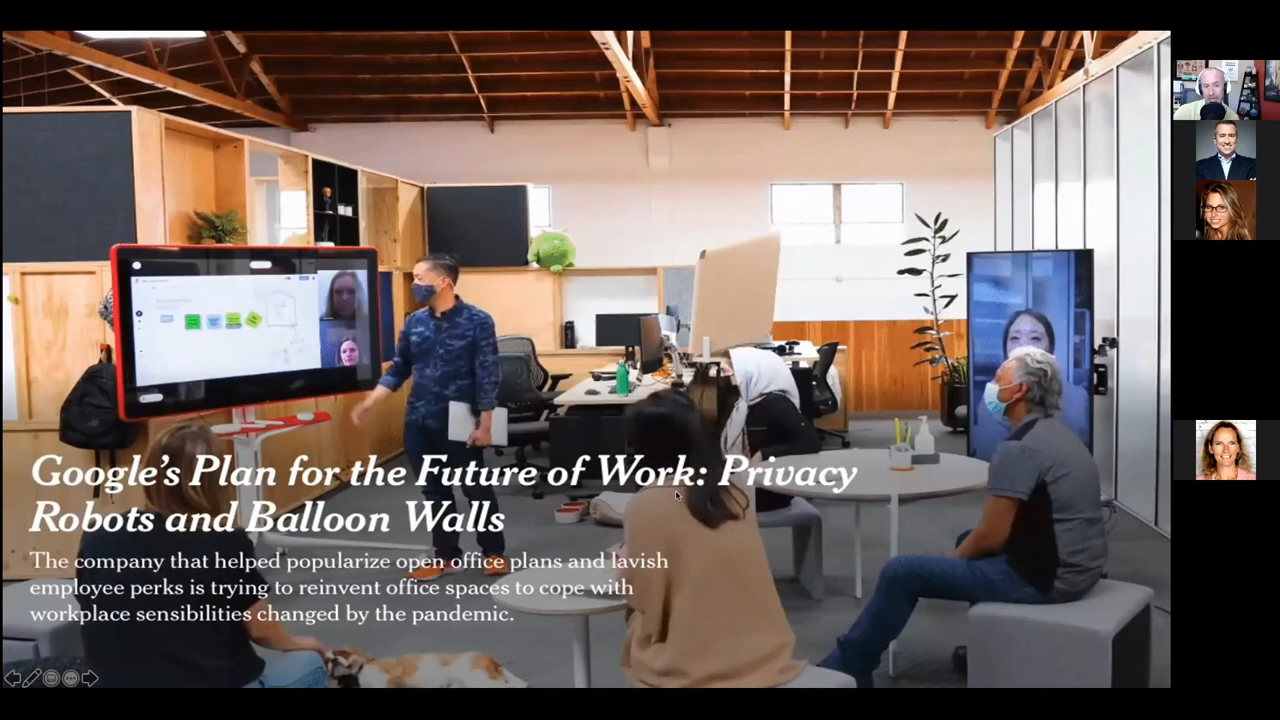 Google's Plan for the Future of Work: Privacy
Robots and Balloon Walls
The company that helped popularize open office plans and lavish
employee perks is trying to reinvent office spaces to cope with
workplace sensibilities changed by the pandemic.